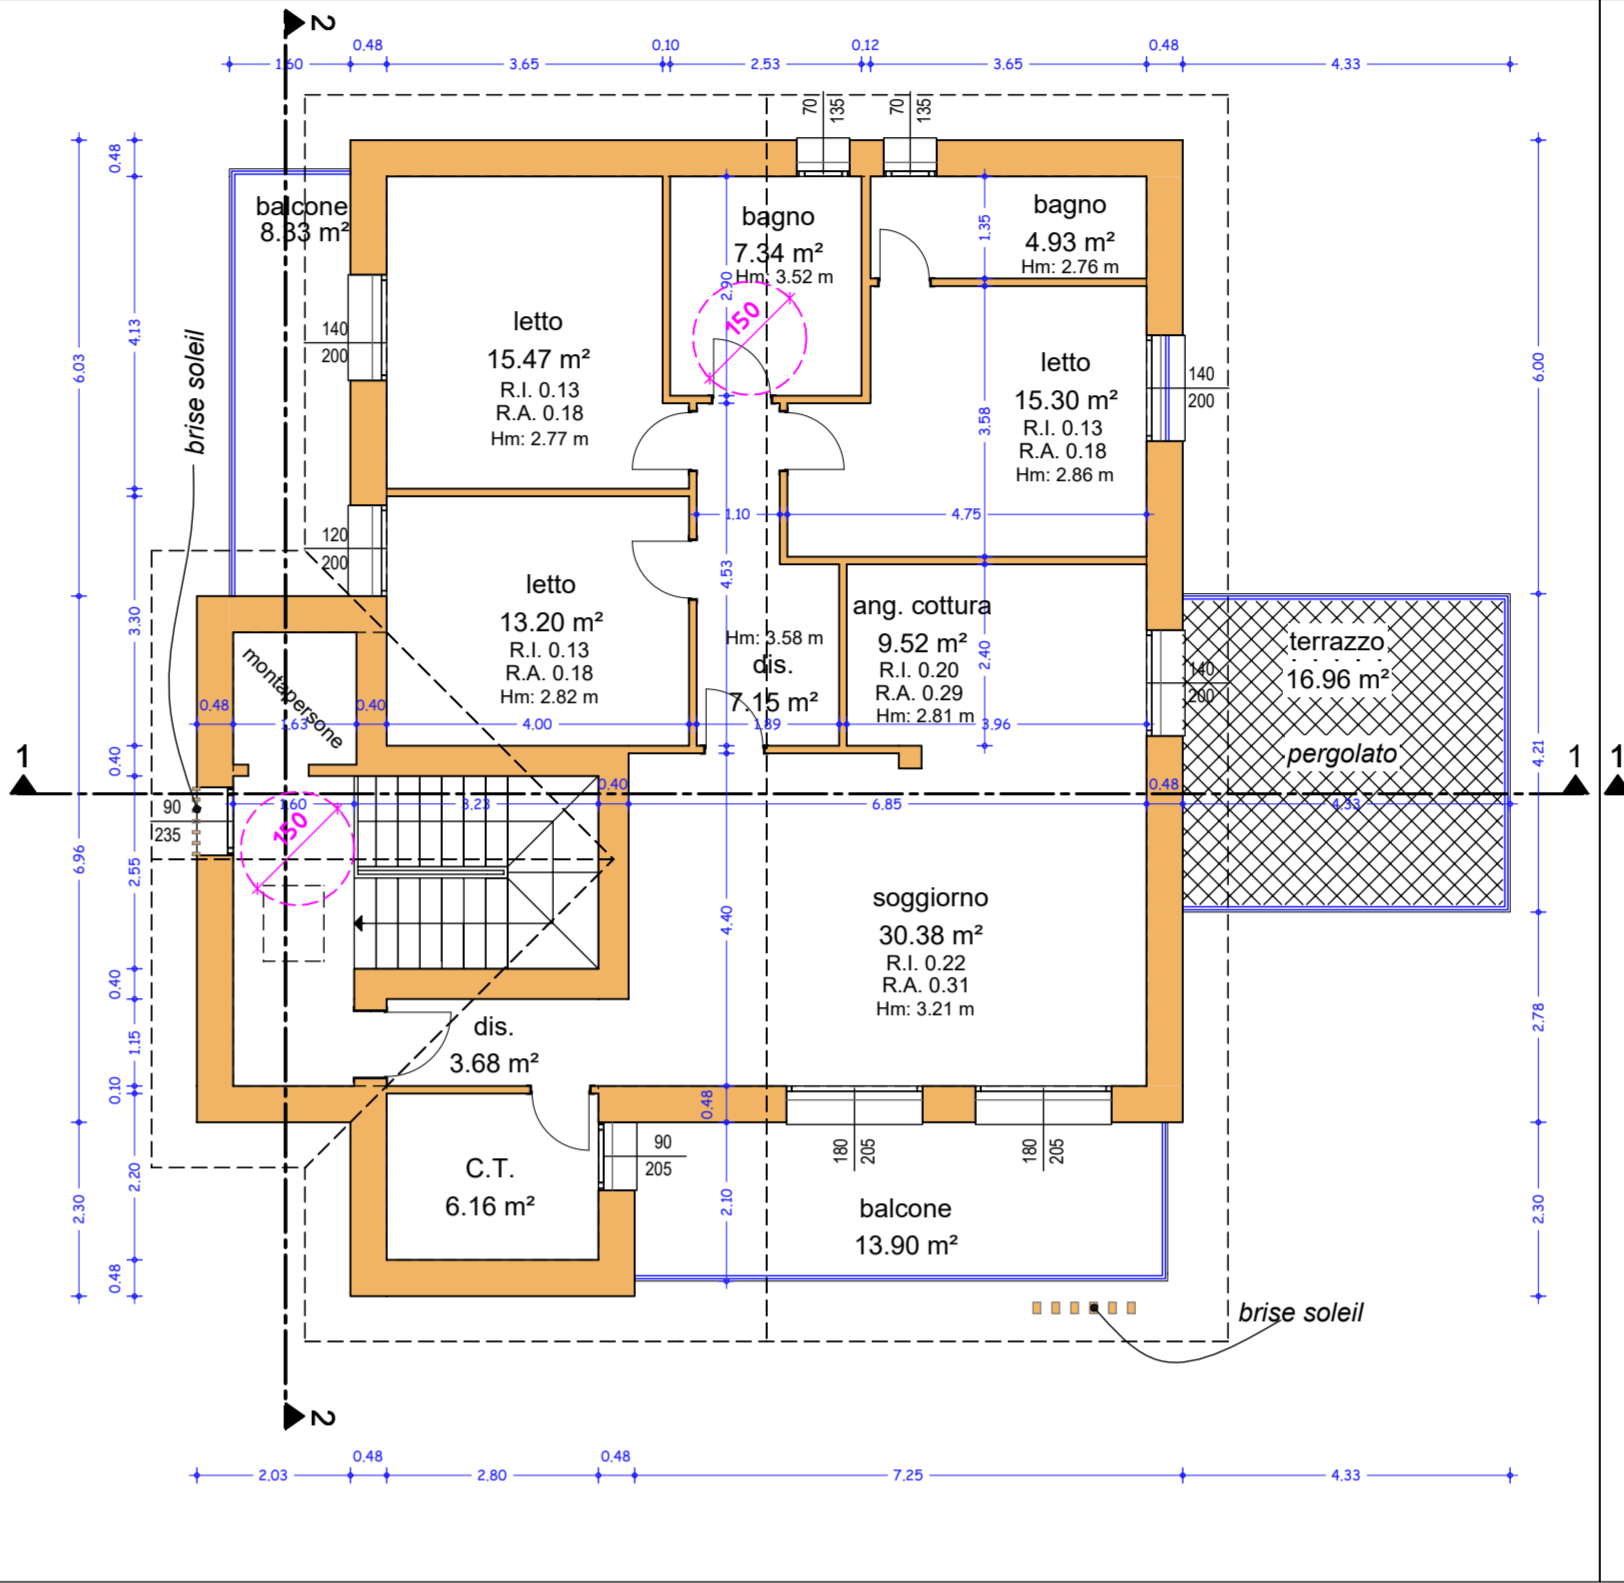 2
0.48
0.10
0.12
0.48
1.60
3.65
2.53
3.65
4.33
70
135
70
135
0.48
balcone
8.33 m²
bagno
7.34 m²
Hm: 3.52 m
2.90
150
1.35
bagno
4.93 m²
Hm: 2.76 m
6.03
4.13
brise soleil
140
200
letto
15.47 m²
R.I. 0.13
R.A. 0.18
Hm: 2.77 m
3.58
letto
15.30 m²
R.I. 0.13
R.A. 0.18
Hm: 2.86 m
140
200
6.00
1.10
4.75
120
200
3.30
letto
13.20 m²
R.I. 0.13
R.A. 0.18
Hm: 2.82 m
4.53
Hm: 3.58 m
dis.
7.15 m²
ang. cottura
9.52 m²
R.I. 0.20
R.A. 0.29
Hm: 2.81 m
2.40
140
200
terrazzo
16.96 m²
pergolato
montapersone
0.48
1.63
0.40
4.00
1.89
3.96
4.21
0.40
1
1
1
90
235
1.60
150
3.23
0.40
6.85
0.48
4.33
6.96
2.55
4.40
soggiorno
30.38 m²
R.I. 0.22
R.A. 0.31
Hm: 3.21 m
0.40
1.15
dis.
3.68 m²
2.78
0.10
0.48
90
205
180
205
180
205
C.T.
6.16 m²
2.30
2.20
2.10
balcone
13.90 m²
2.30
0.48
brise soleil
2
0.48
0.48
2.03
2.80
7.25
4.33